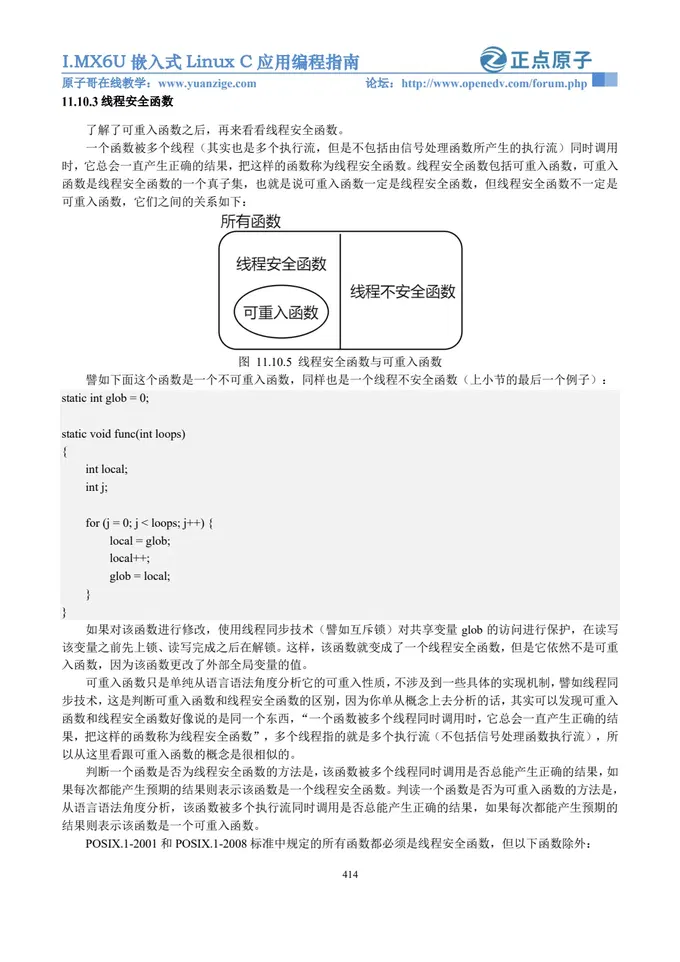 I.MX6U 嵌入式 Linux C 应用编程指南
正点原子
原子哥在线教学：www.yuanzige.com
论坛：http://www.openedv.com/forum.php
11.10.3 线程安全函数
了解了可重入函数之后，再来看看线程安全函数。
一个函数被多个线程（其实也是多个执行流，但是不包括由信号处理函数所产生的执行流）同时调用
时，它总会一直产生正确的结果，把这样的函数称为线程安全函数。线程安全函数包括可重入函数，可重入
函数是线程安全函数的一个真子集，也就是说可重入函数一定是线程安全函数，但线程安全函数不一定是
可重入函数，它们之间的关系如下：
所有函数
线程安全函数
可重入函数
线程不安全函数
图 11.10.5 线程安全函数与可重入函数
譬如下面这个函数是一个不可重入函数，同样也是一个线程不安全函数（上小节的最后一个例子）：
static int glob = 0;
static void func(int loops)
{
int local;
int j;
for (j = 0; j < loops; j++) {
local = glob;
local++;
glob = local;
}
}
如果对该函数进行修改，使用线程同步技术（譬如互斥锁）对共享变量 glob 的访问进行保护，在读写
该变量之前先上锁、读写完成之后在解锁。这样，该函数就变成了一个线程安全函数，但是它依然不是可重
入函数，因为该函数更改了外部全局变量的值。
可重入函数只是单纯从语言语法角度分析它的可重入性质，不涉及到一些具体的实现机制，譬如线程同
步技术，这是判断可重入函数和线程安全函数的区别，因为你单从概念上去分析的话，其实可以发现可重入
函数和线程安全函数好像说的是同一个东西，“一个函数被多个线程同时调用时，它总会一直产生正确的结
果，把这样的函数称为线程安全函数”，多个线程指的就是多个执行流（不包括信号处理函数执行流），所
以从这里看跟可重入函数的概念是很相似的。
判断一个函数是否为线程安全函数的方法是，该函数被多个线程同时调用是否总能产生正确的结果，如
果每次都能产生预期的结果则表示该函数是一个线程安全函数。判读一个函数是否为可重入函数的方法是，
从语言语法角度分析，该函数被多个执行流同时调用是否总能产生正确的结果，如果每次都能产生预期的
结果则表示该函数是一个可重入函数。
POSIX.1-2001 和 POSIX.1-2008 标准中规定的所有函数都必须是线程安全函数，但以下函数除外：
414